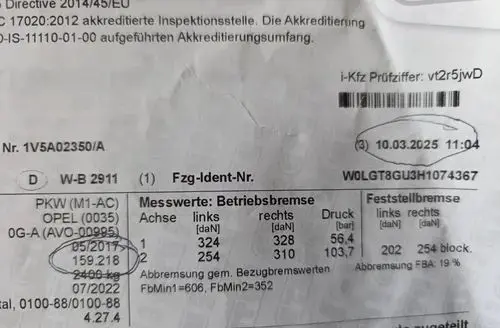 Directive 2014/45/EU
C 17020:2012 akkreditierte Inspektionsstelle. Die Akkreditierung
-IS-11110-01-00 aufgeführten Akkreditierungsumfang.
i-Kfz Prüfziffer: vt2r5jwD
Nr. 1V5A02350/A
(3) 10.03.2025 11:04
D W-B 2911 (1) Fzg-Ident-Nr. W0LGT8GU3H1074367
PKW (M1-AC) Messwerte: Betriebsbremse Feststellbremse
OPEL (0035) Achse links rechts Druck links rechts
0G-A (AVO-00995) [daN] [daN] [bar] [daN] [daN]
05/2017 1 324 328 56,4
159.218 2 254 310 103,7 202 254 block.
2400 kg Abbremsung gem. Bezugbremswerten Abbremsung FBA: 19 %
07/2022 FbMin1=606, FbMin2=352
tal, 0100-88/0100-88
4.27.4